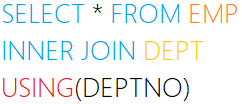 SELECT * FROM EMP
INNER JOIN DEPT
USING(DEPTNO)